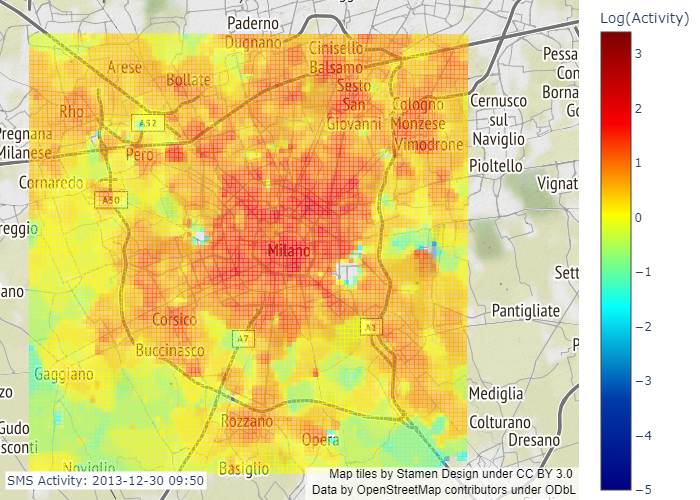 Log(Activity)
3
2
1
0
−1
−2
−3
−4
−5
Paderno
Dugnano
Cinisello
Balsamo
Arese
Bollate
Sesto
San
Giovanni
Cologno
Monzese
Vimodrone
Cernusco
sul
Naviglio
Pioltello
Pessa
Con
Borna
Go
Rho
A52
Pregnana
Milanese
Pero
Cornaredo
A50
Vignat
reggio
Milano
Sett
ano
Pantigliate
Corsico
A7
A1
Buccinasco
P
Gaggiano
zo
Mediglia
Gudo
sconti
Rozzano
Opera
Colturano
Dresano
Noviglio
Basiglio
SMS Activity: 2013-12-30 09:50
Map tiles by Stamen Design under CC BY 3.0
Data by OpenStreetMap contributors under ODbL